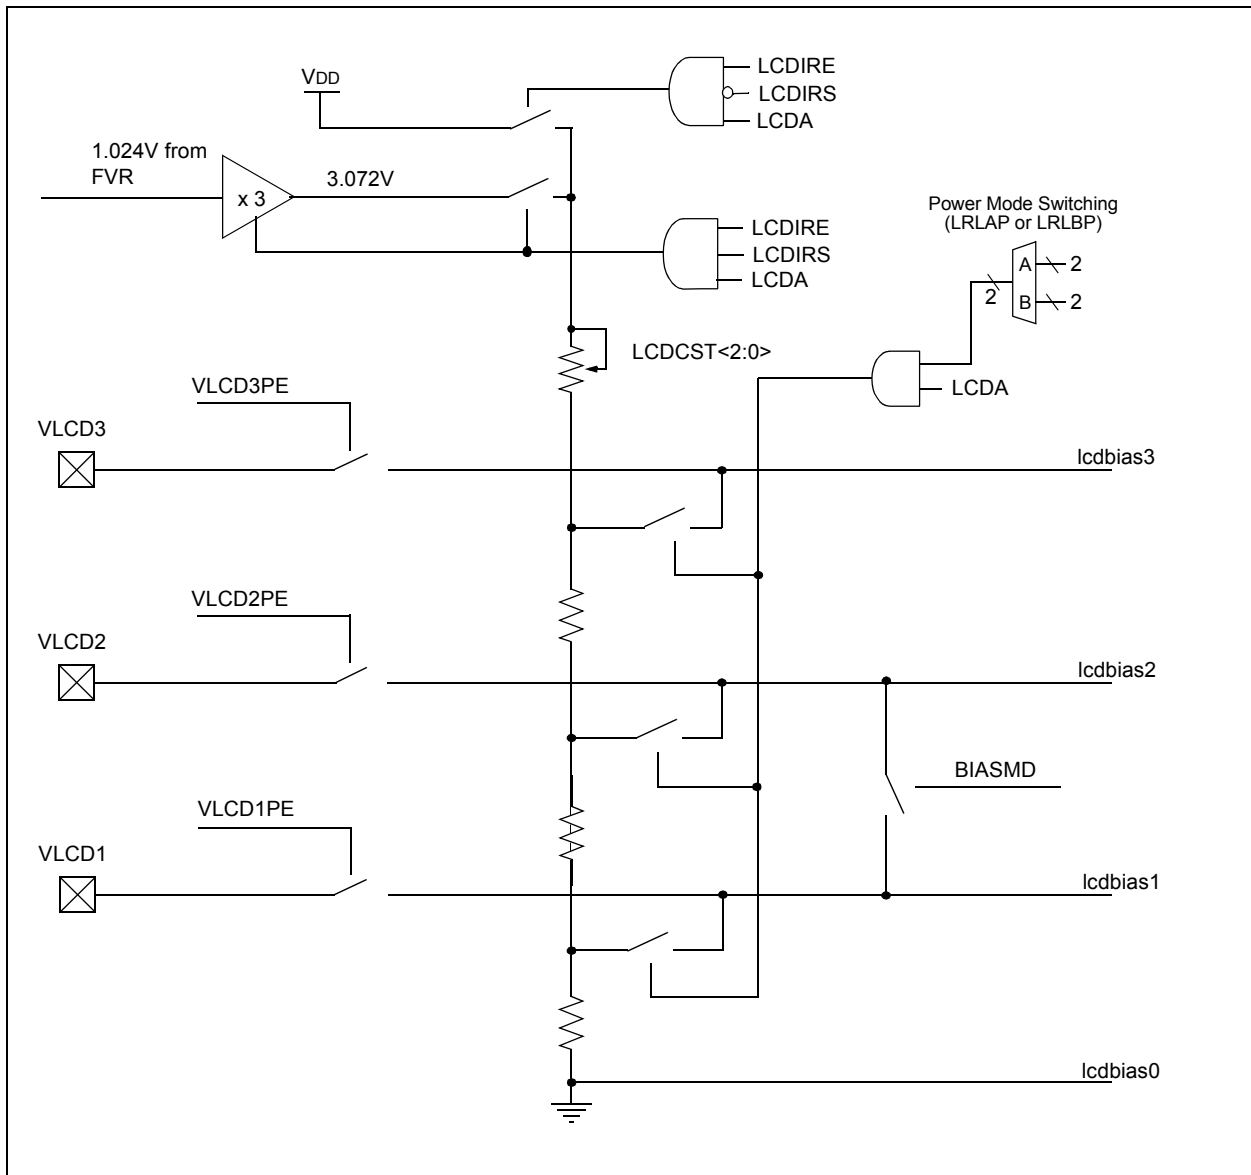 VDD
LCDIRE
LCDIRS
LCDA
1.024V from
FVR
x 3
3.072V
LCDIRE
LCDIRS
LCDA
Power Mode Switching
(LRLAP or LRLBP)
A
2
B
2
2
LCDCST<2:0>
LCDA
VLCD3PE
VLCD3
lcdbias3
VLCD2PE
VLCD2
lcdbias2
BIASMD
VLCD1PE
VLCD1
lcdbias1
lcdbias0